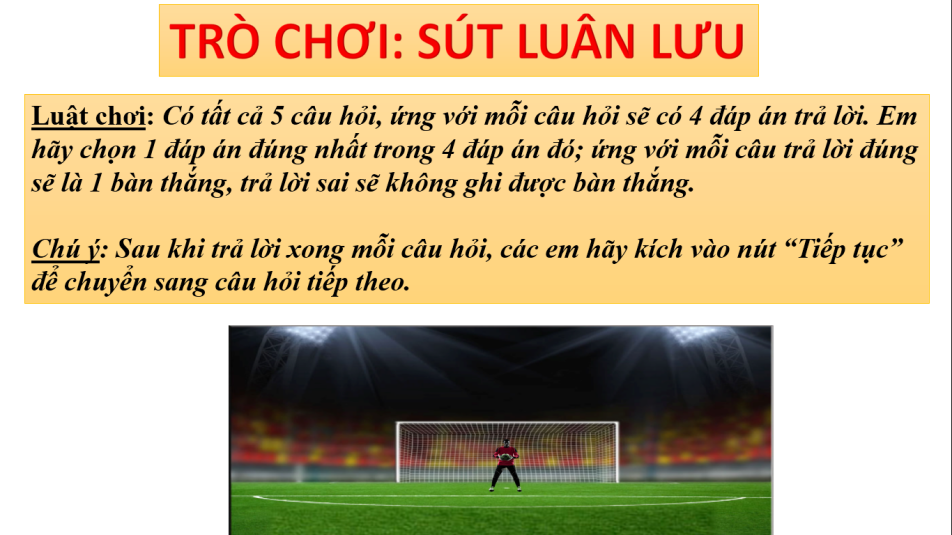 TRÒ CHƠI: SÚT LUÂN LƯU
Luật chơi: Có tất cả 5 câu hỏi, ứng với mỗi câu hỏi sẽ có 4 đáp án trả lời. Em
hãy chọn 1 đáp án đúng nhất trong 4 đáp án đó; ứng với mỗi câu trả lời đúng
sẽ là 1 bàn thắng, trả lời sai sẽ không ghi được bàn thắng.
Chú ý: Sau khi trả lời xong mỗi câu hỏi, các em hãy kích vào nút “Tiếp tục”
để chuyển sang câu hỏi tiếp theo.